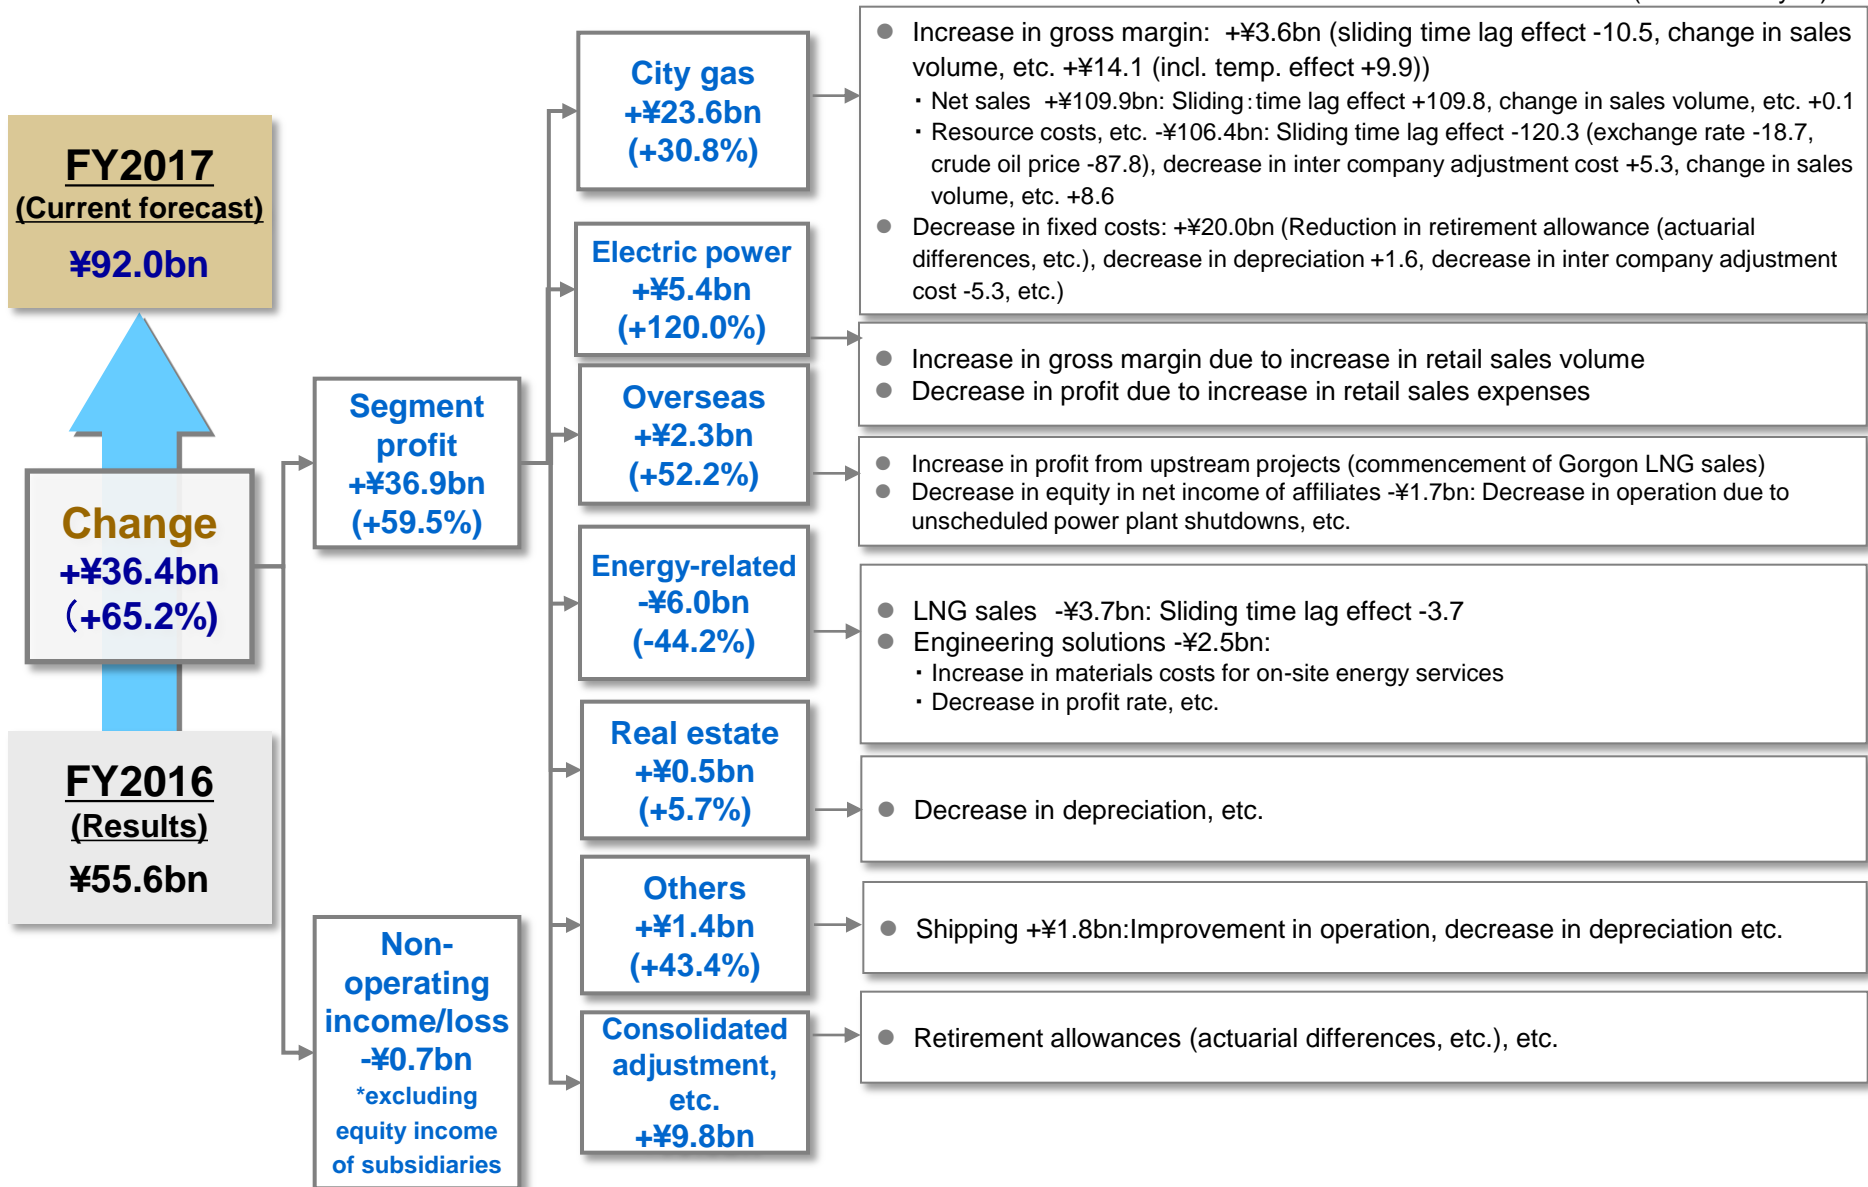 FY2017
(Current forecast)
¥92.0bn
Change
+¥36.4bn
(+65.2%)
FY2016
(Results)
¥55.6bn
Segment
profit
+¥36.9bn
(+59.5%)
Non-
operating
income/loss
-¥0.7bn
*excluding
equity income
of subsidiaries
City gas
+¥23.6bn
(+30.8%)
Electric power
+¥5.4bn
(+120.0%)
Overseas
+¥2.3bn
(+52.2%)
Energy-related
-¥6.0bn
(-44.2%)
Real estate
+¥0.5bn
(+5.7%)
Others
+¥1.4bn
(+43.4%)
Consolidated
adjustment,
etc.
+¥9.8bn
● Increase in gross margin: +¥3.6bn (sliding time lag effect -10.5, change in sales
volume, etc. +¥14.1 (incl. temp. effect +9.9))
・Net sales +¥109.9bn: Sliding：time lag effect +109.8, change in sales volume, etc. +0.1
・Resource costs, etc. -¥106.4bn: Sliding time lag effect -120.3 (exchange rate -18.7,
crude oil price -87.8), decrease in inter company adjustment cost +5.3, change in sales
volume, etc. +8.6
● Decrease in fixed costs: +¥20.0bn (Reduction in retirement allowance (actuarial
differences, etc.), decrease in depreciation +1.6, decrease in inter company adjustment
cost -5.3, etc.)
● Increase in gross margin due to increase in retail sales volume
● Decrease in profit due to increase in retail sales expenses
● Increase in profit from upstream projects (commencement of Gorgon LNG sales)
● Decrease in equity in net income of affiliates -¥1.7bn: Decrease in operation due to
unscheduled power plant shutdowns, etc.
● LNG sales -¥3.7bn: Sliding time lag effect -3.7
● Engineering solutions -¥2.5bn:
・Increase in materials costs for on-site energy services
・Decrease in profit rate, etc.
● Decrease in depreciation, etc.
● Shipping +¥1.8bn:Improvement in operation, decrease in depreciation etc.
● Retirement allowances (actuarial differences, etc.), etc.